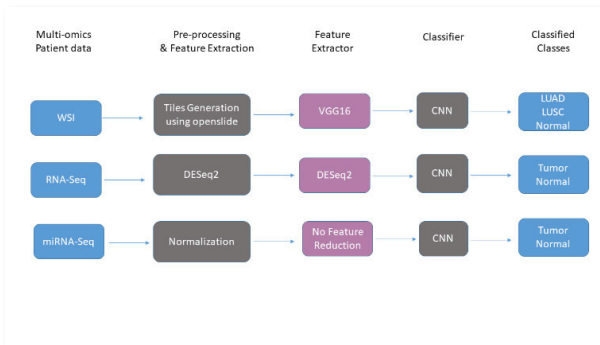 Multi-omics
Patient data
Pre-processing
& Feature Extraction
Feature
Extractor
Classifier
Classified
Classes
WSI
Tiles Generation
using openslide
VGG16
CNN
LUAD
LUSC
Normal
RNA-Seq
DESeq2
DESeq2
CNN
Tumor
Normal
miRNA-Seq
Normalization
No Feature
Reduction
CNN
Tumor
Normal